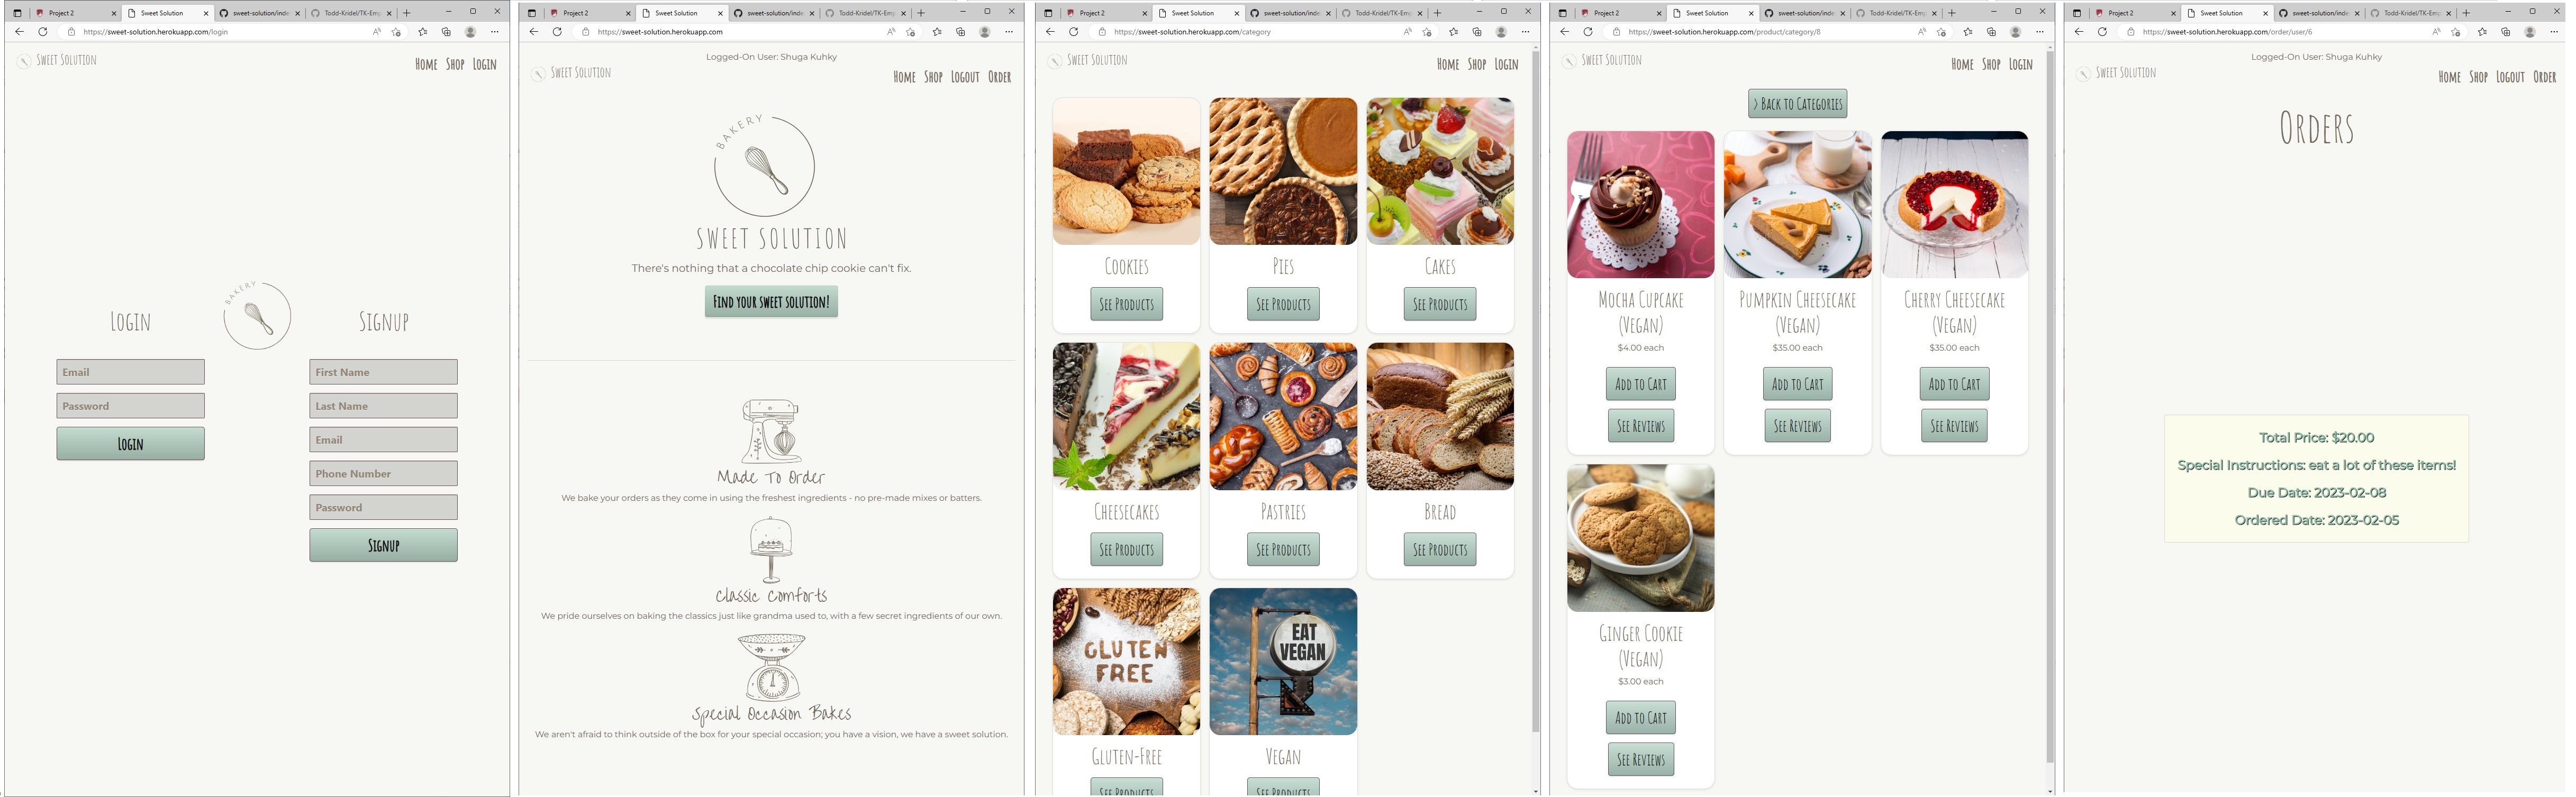 Project 2
Sweet Solution
sweet-solution/inde
Todd-Kridel/TK-Emp
https://sweet-solution.herokuapp.com/login
SWEET SOLUTION
HOME SHOP LOGIN
BAKERY
LOGIN
Email
Password
LOGIN
SIGNUP
First Name
Last Name
Email
Phone Number
Password
SIGNUP
Project 2
Sweet Solution
sweet-solution/inde
Todd-Kridel/TK-Emp
https://sweet-solution.herokuapp.com
Logged-On User: Shuga Kuhky
SWEET SOLUTION
HOME SHOP LOGOUT ORDER
BAKERY
SWEET SOLUTION
There's nothing that a chocolate chip cookie can't fix.
FIND YOUR SWEET SOLUTION!
Made To Order
We bake your orders as they come in using the freshest ingredients - no pre-made mixes or batters.
Classic Comforts
We pride ourselves on baking the classics just like grandma used to, with a few secret ingredients of our own.
Special Occasion Bakes
We aren't afraid to think outside of the box for your special occasion; you have a vision, we have a sweet solution.
Project 2
Sweet Solution
sweet-solution/inde
Todd-Kridel/TK-Emp
https://sweet-solution.herokuapp.com/category
SWEET SOLUTION
HOME SHOP LOGIN
COOKIES
SEE PRODUCTS
PIES
SEE PRODUCTS
CAKES
SEE PRODUCTS
CHEESECAKES
SEE PRODUCTS
PASTRIES
SEE PRODUCTS
BREAD
SEE PRODUCTS
GLUTEN
FREE
GLUTEN-FREE
SEE PRODUCTS
EAT
VEGAN
VEGAN
SEE PRODUCTS
Project 2
Sweet Solution
sweet-solution/inde
Todd-Kridel/TK-Emp
https://sweet-solution.herokuapp.com/product/category/8
SWEET SOLUTION
HOME SHOP LOGIN
> BACK TO CATEGORIES
MOCHA CUPCAKE
(VEGAN)
$4.00 each
ADD TO CART
SEE REVIEWS
PUMPKIN CHEESECAKE
(VEGAN)
$35.00 each
ADD TO CART
SEE REVIEWS
CHERRY CHEESECAKE
(VEGAN)
$35.00 each
ADD TO CART
SEE REVIEWS
GINGER COOKIE
(VEGAN)
$3.00 each
ADD TO CART
SEE REVIEWS
Project 2
Sweet Solution
sweet-solution/inde
Todd-Kridel/TK-Emp
https://sweet-solution.herokuapp.com/order/user/6
Logged-On User: Shuga Kuhky
SWEET SOLUTION
HOME SHOP LOGOUT ORDER
ORDERS
Total Price: $20.00
Special Instructions: eat a lot of these items!
Due Date: 2023-02-08
Ordered Date: 2023-02-05